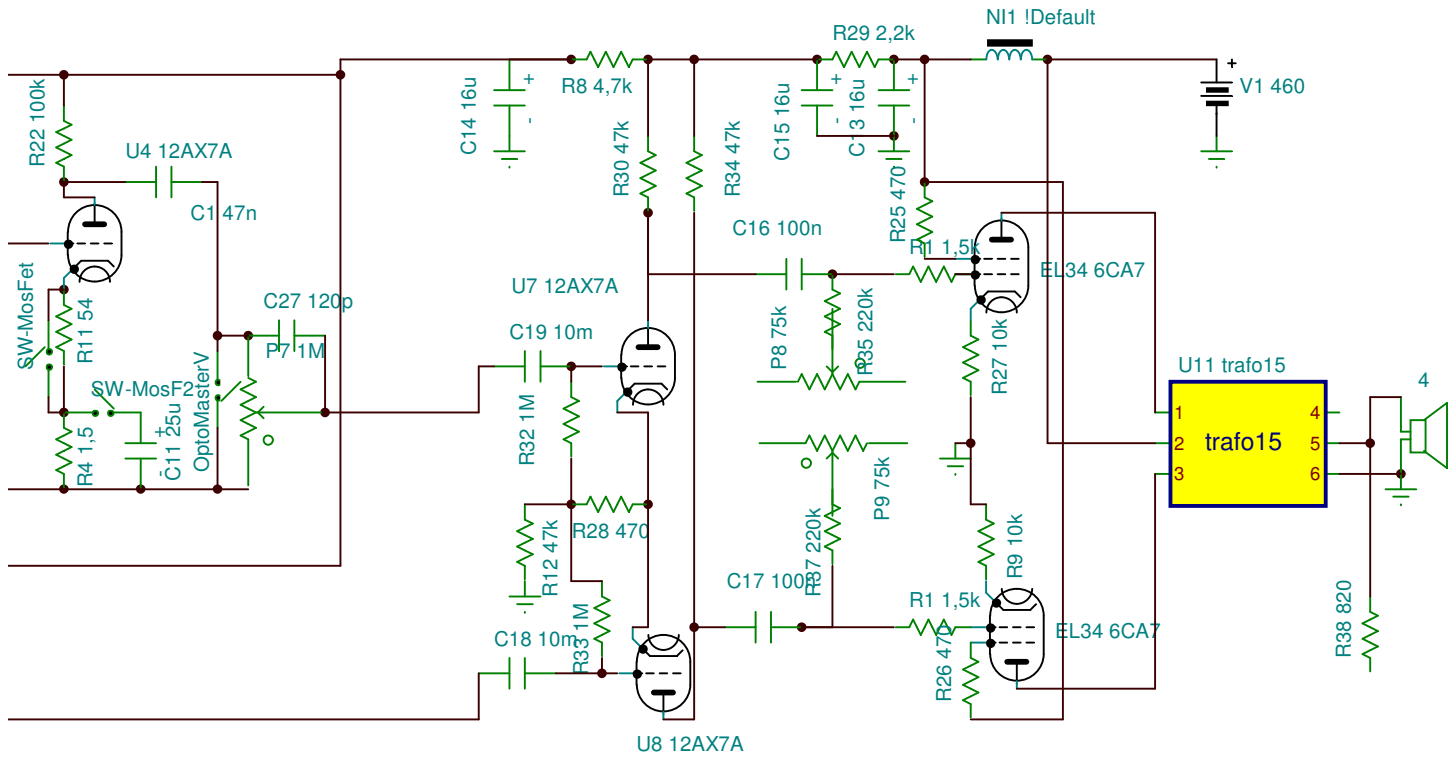 NI1 !Default
R29 2,2k
R8 4,7k
C14 16u
+
-
C15 16u
+
-
C13 16u
+
-
V1 460
+
R22 100k
U4 12AX7A
C1 47n
R30 47k
R34 47k
R25 470
C16 100n
R1 1,5k
EL34 6CA7
SW-MosFet
R11 54
C27 120p
P7 1M
U7 12AX7A
C19 10m
P8 75k
R35 220k
R27 10k
U11 trafo15
4
SW-MosF2
OptoMasterV
R4 1,5
C11 25u
+
-
R32 1M
P9 75k
1
2
3
trafo15
4
5
6
R28 470
R12 47k
R37 220k
R9 10k
C17 100n
R1 1,5k
EL34 6CA7
R38 820
C18 10m
R33 1M
R26 470
U8 12AX7A